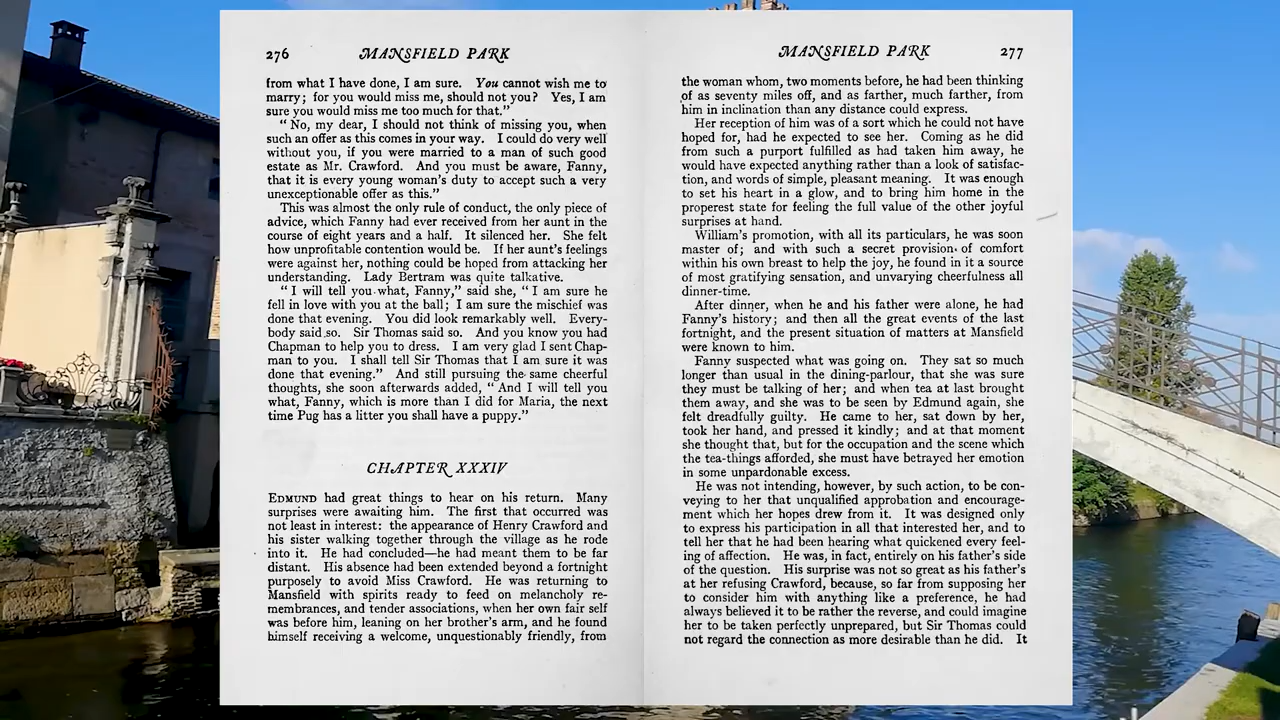 276 MANSFIELD PARK
from what I have done, I am sure. You cannot wish me to
marry; for you would miss me, should not you? Yes, I am
sure you would miss me too much for that."
"No, my dear, I should not think of missing you, when
such an offer as this comes in your way. I could do very well
without you, if you were married to a man of such good
estate as Mr. Crawford. And you must be aware, Fanny,
that it is every young woman's duty to accept such a very
unexceptionable offer as this."
This was almost the only rule of conduct, the only piece of
advice, which Fanny had ever received from her aunt in the
course of eight years and a half. It silenced her. She felt
how unprofitable contention would be. If her aunt's feelings
were against her, nothing could be hoped from attacking her
understanding. Lady Bertram was quite talkative.
"I will tell you what, Fanny," said she, "I am sure he
fell in love with you at the ball; I am sure the mischief was
done that evening. You did look remarkably well. Every-
body said so. Sir Thomas said so. And you know you had
Chapman to help you to dress. I am very glad I sent Chap-
man to you. I shall tell Sir Thomas that I am sure it was
done that evening." And still pursuing the same cheerful
thoughts, she soon afterwards added, "And I will tell you
what, Fanny, which is more than I did for Maria, the next
time Pug has a litter you shall have a puppy."
CHAPTER XXXIV
EDMUND had great things to hear on his return. Many
surprises were awaiting him. The first that occurred was
not least in interest: the appearance of Henry Crawford and
his sister walking together through the village as he rode
into it. He had concluded—he had meant them to be far
distant. His absence had been extended beyond a fortnight
purposely to avoid Miss Crawford. He was returning to
Mansfield with spirits ready to feed on melancholy re-
membrances, and tender associations, when her own fair self
was before him, leaning on her brother's arm, and he found
himself receiving a welcome, unquestionably friendly, from
MANSFIELD PARK 277
the woman whom, two moments before, he had been thinking
of as seventy miles off, and as farther, much farther, from
him in inclination than any distance could express.
Her reception of him was of a sort which he could not have
hoped for, had he expected to see her. Coming as he did
from such a purport fulfilled as had taken him away, he
would have expected anything rather than a look of satisfac-
tion, and words of simple, pleasant meaning. It was enough
to set his heart in a glow, and to bring him home in the
properest state for feeling the full value of the other joyful
surprises at hand.
William's promotion, with all its particulars, he was soon
master of; and with such a secret provision of comfort
within his own breast to help the joy, he found in it a source
of most gratifying sensation, and unvarying cheerfulness all
dinner-time.
After dinner, when he and his father were alone, he had
Fanny's history; and then all the great events of the last
fortnight, and the present situation of matters at Mansfield
were known to him.
Fanny suspected what was going on. They sat so much
longer than usual in the dining-parlour, that she was sure
they must be talking of her; and when tea at last brought
them away, and she was to be seen by Edmund again, she
felt dreadfully guilty. He came to her, sat down by her,
took her hand, and pressed it kindly; and at that moment
she thought that, but for the occupation and the scene which
the tea-things afforded, she must have betrayed her emotion
in some unpardonable excess.
He was not intending, however, by such action, to be con-
veying to her that unqualified approbation and encourage-
ment which her hopes drew from it. It was designed only
to express his participation in all that interested her, and to
tell her that he had been hearing what quickened every feel-
ing of affection. He was, in fact, entirely on his father's side
of the question. His surprise was not so great as his father's
at her refusing Crawford, because, so far from supposing her
to consider him with anything like a preference, he had
always believed it to be rather the reverse, and could imagine
her to be taken perfectly unprepared, but Sir Thomas could
not regard the connection as more desirable than he did. It